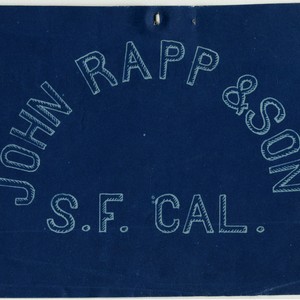 JOHN RAPP & SON
S.F. CAL.